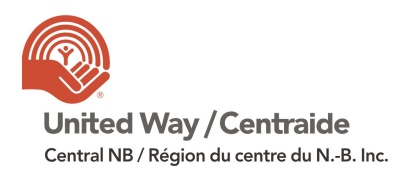 ®
United Way / Centraide
Central NB / Région du centre du N.-B. Inc.